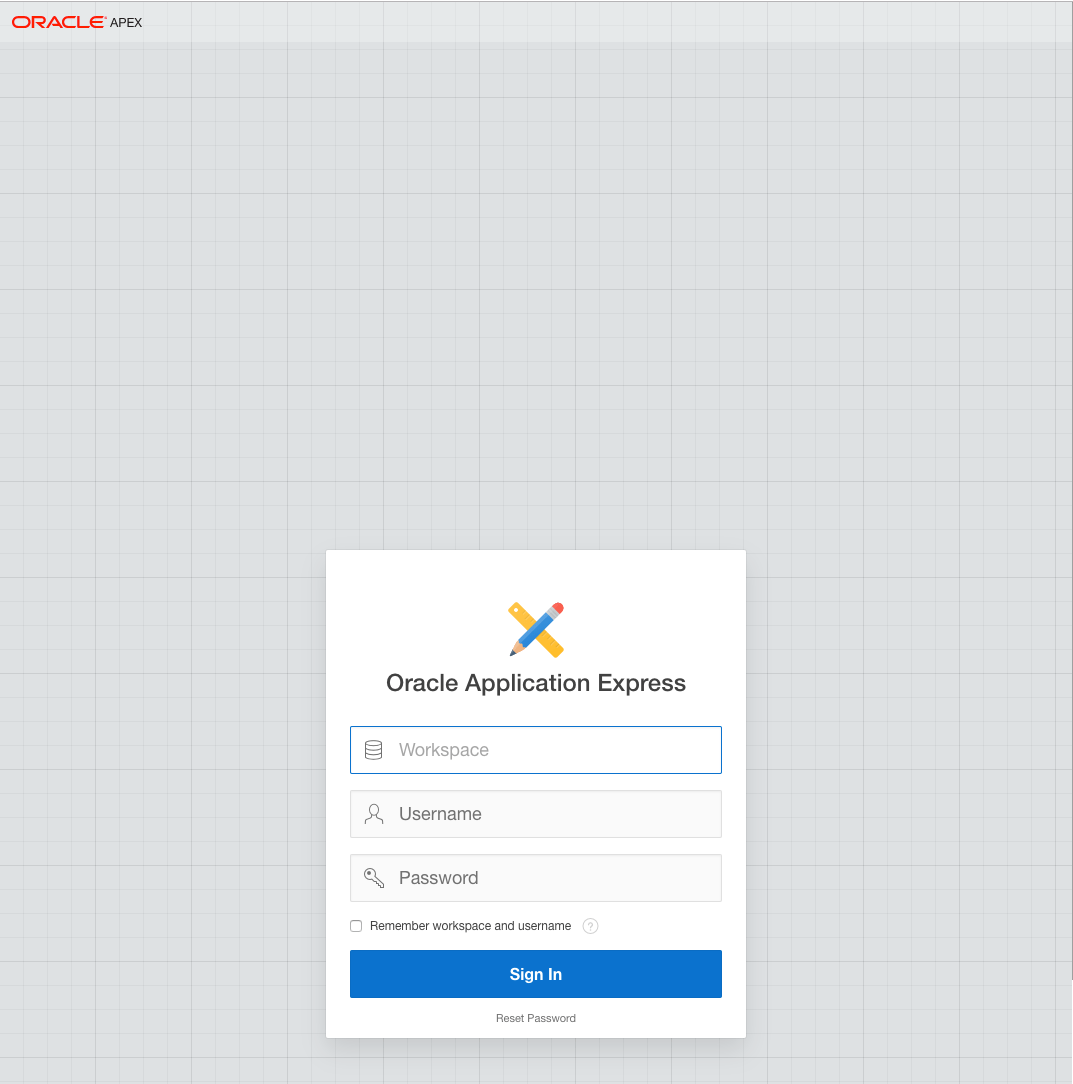 ORACLE APEX
Oracle Application Express
Workspace
Username
Password
Remember workspace and username ?
Sign In
Reset Password